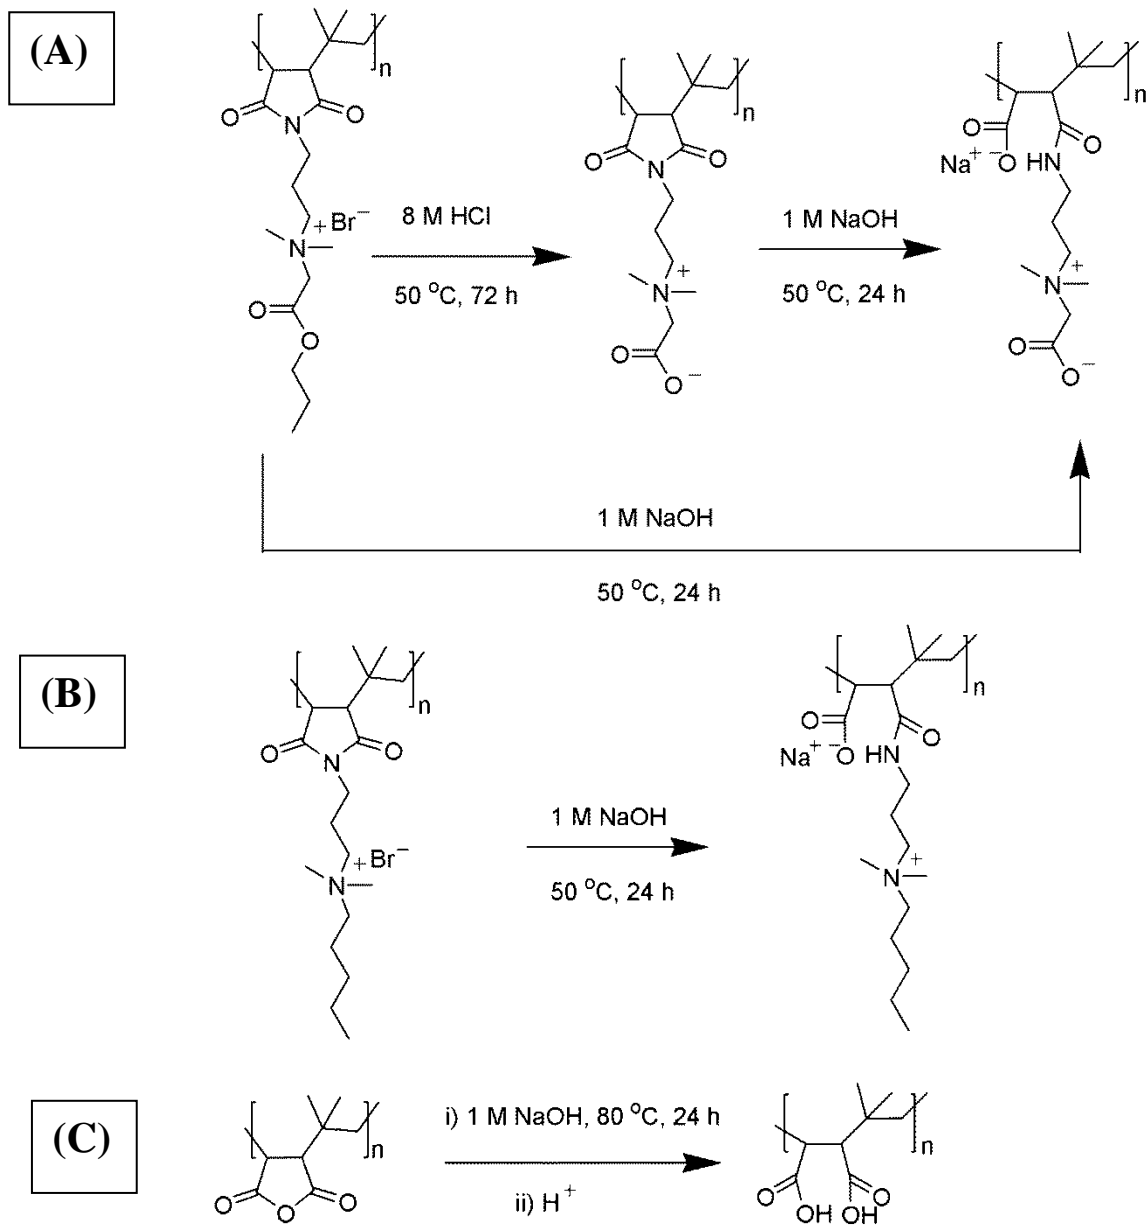 (A)
n
O N O
+ Br⁻
N
O
O
8 M HCl
50 °C, 72 h
n
O N O
+
N
O
O⁻
1 M NaOH
50 °C, 24 h
n
O O
Na⁺ ⁻O HN
+
N
O
O⁻
1 M NaOH
50 °C, 24 h
(B)
n
O N O
+ Br⁻
N
1 M NaOH
50 °C, 24 h
n
O O
Na⁺ ⁻O HN
+
N
(C)
n
O O O
i) 1 M NaOH, 80 °C, 24 h
ii) H⁺
n
O O
OH OH